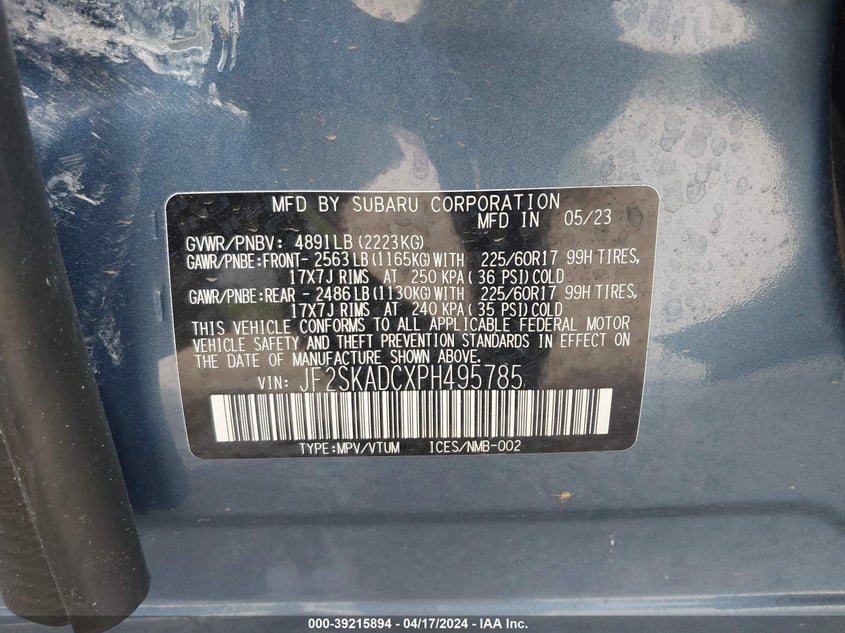 MFD BY SUBARU CORPORATION
MFD IN 05/23
GVWR/PNBV: 4891LB(2223KG)
GAWR/PNBE:FRONT- 2563LB(1165KG)WITH 225/60R17 99H TIRES,
17X7J RIMS AT 250 KPA( 36 PSI)COLD
GAWR/PNBE:REAR - 2486LB(1130KG)WITH 225/60R17 99H TIRES,
17X7J RIMS AT 240 KPA( 35 PSI)COLD
THIS VEHICLE CONFORMS TO ALL APPLICABLE FEDERAL MOTOR
VEHICLE SAFETY AND THEFT PREVENTION STANDARDS IN EFFECT ON
THE DATE OF MANUFACTURE SHOWN ABOVE.
VIN: JF2SKADCXPH495785
TYPE:MPV/VTUM ICES/NMB-002
000-39215894 - 04/17/2024 - IAA Inc.